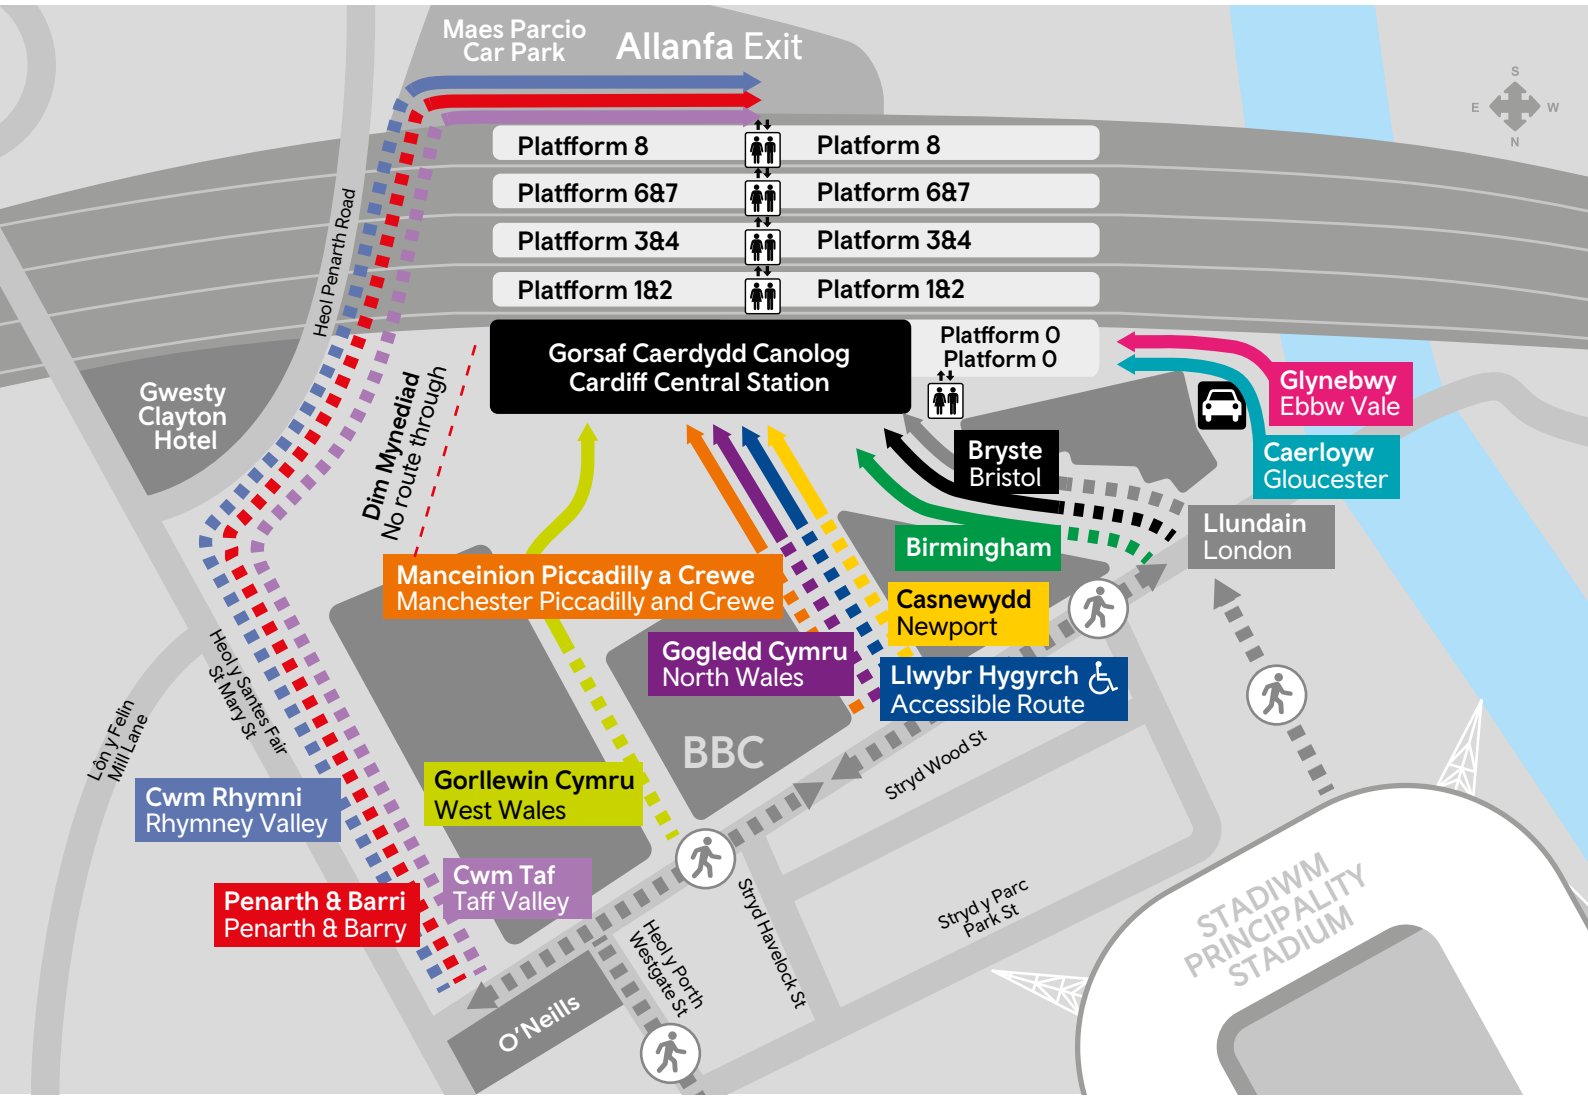 Maes Parcio
Car Park
Allanfa Exit
S
E
W
N
Platfform 8
Platform 8
Platfform 6&7
Platform 6&7
Platfform 3&4
Platform 3&4
Platfform 1&2
Platform 1&2
Heol Penarth Road
Gorsaf Caerdydd Canolog
Cardiff Central Station
Platfform 0
Platform 0
Gwesty
Clayton
Hotel
Dim Mynediad
No route through
Glynebwy
Ebbw Vale
Bryste
Bristol
Caerloyw
Gloucester
Llundain
London
Birmingham
Manceinion Piccadilly a Crewe
Manchester Piccadilly and Crewe
Casnewydd
Newport
Gogledd Cymru
North Wales
Llwybr Hygyrch
Accessible Route
Heol y Santes Fair
St Mary St
Lôn y Felin
Mill Lane
BBC
Stryd Wood St
Gorllewin Cymru
West Wales
Cwm Rhymni
Rhymney Valley
Cwm Taf
Taff Valley
Penarth & Barri
Penarth & Barry
Stryd Havelock St
Stryd y Parc
Park St
Heol y Porth
Westgate St
STADIWM
PRINCIPALITY
STADIUM
O'Neills